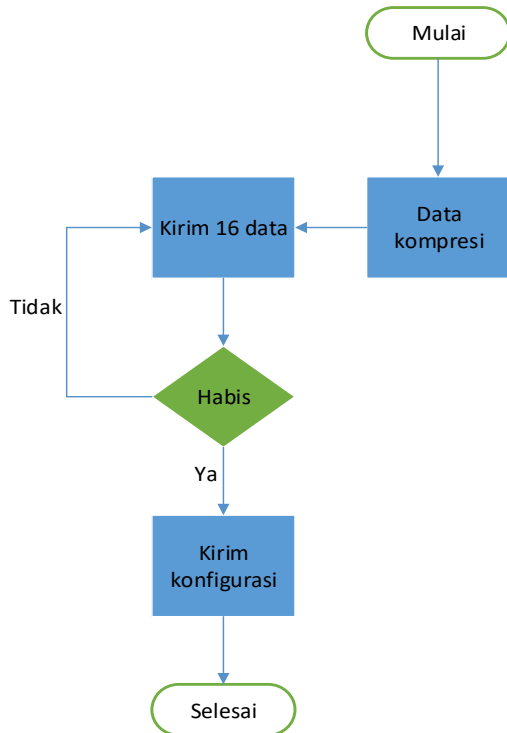 Mulai
Data
kompresi
Kirim 16 data
Tidak
Habis
Ya
Kirim
konfigurasi
Selesai